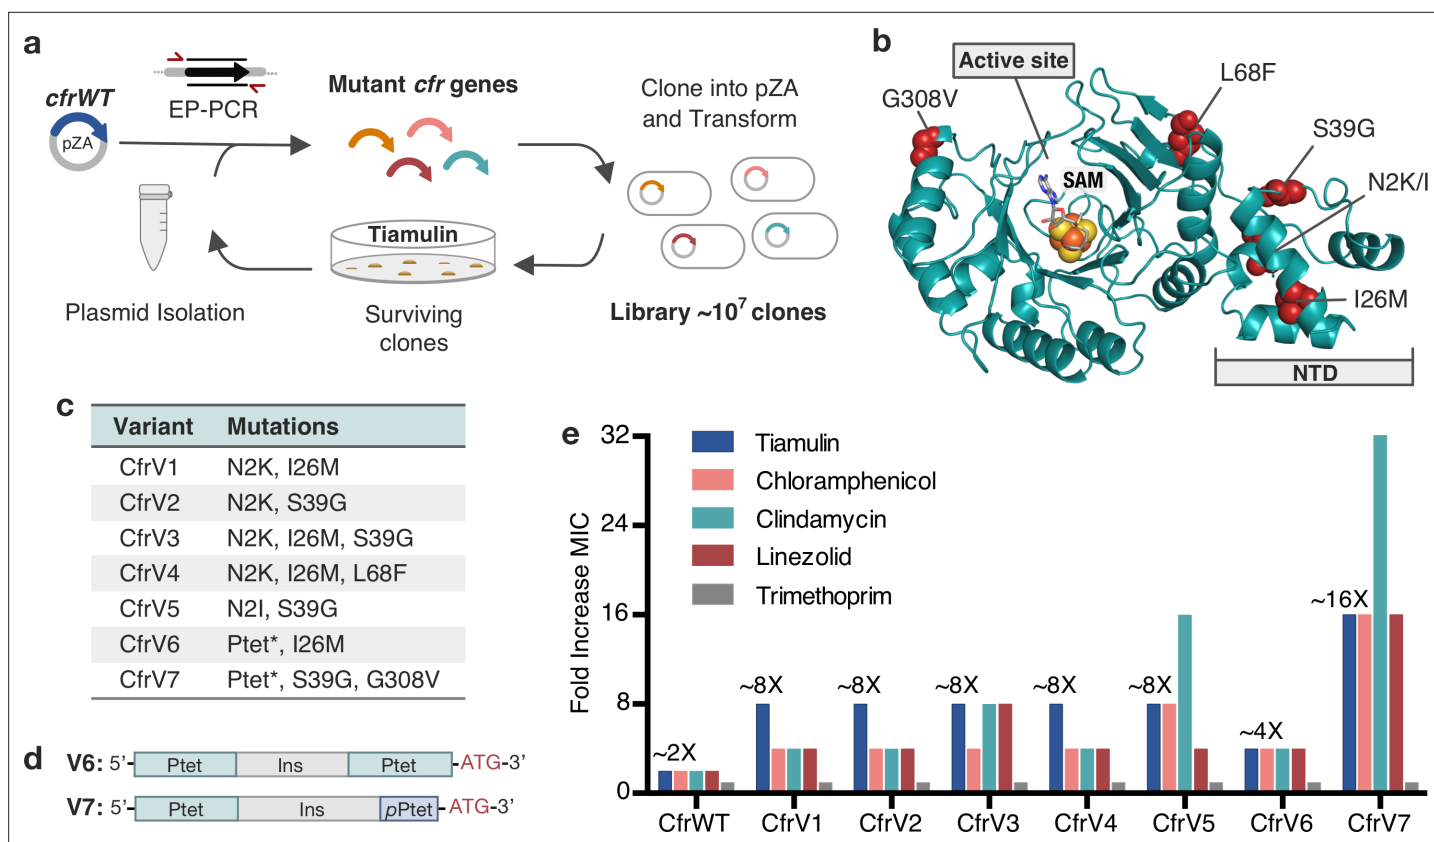 a
cfrWT
pZA
EP-PCR
Mutant cfr genes
Clone into pZA
and Transform
Tiamulin
Plasmid Isolation
Surviving
clones
Library ~10⁷ clones
b
Active site
G308V
L68F
S39G
SAM
N2K/I
I26M
NTD
c
Variant Mutations
CfrV1 N2K, I26M
CfrV2 N2K, S39G
CfrV3 N2K, I26M, S39G
CfrV4 N2K, I26M, L68F
CfrV5 N2I, S39G
CfrV6 Ptet*, I26M
CfrV7 Ptet*, S39G, G308V
d
V6: 5’- Ptet Ins Ptet -ATG-3’
V7: 5’- Ptet Ins pPtet -ATG-3’
e
Fold Increase MIC
32
24
16
8
0
Tiamulin
Chloramphenicol
Clindamycin
Linezolid
Trimethoprim
~2X
~8X
~8X
~8X
~8X
~8X
~4X
~16X
CfrWT CfrV1 CfrV2 CfrV3 CfrV4 CfrV5 CfrV6 CfrV7